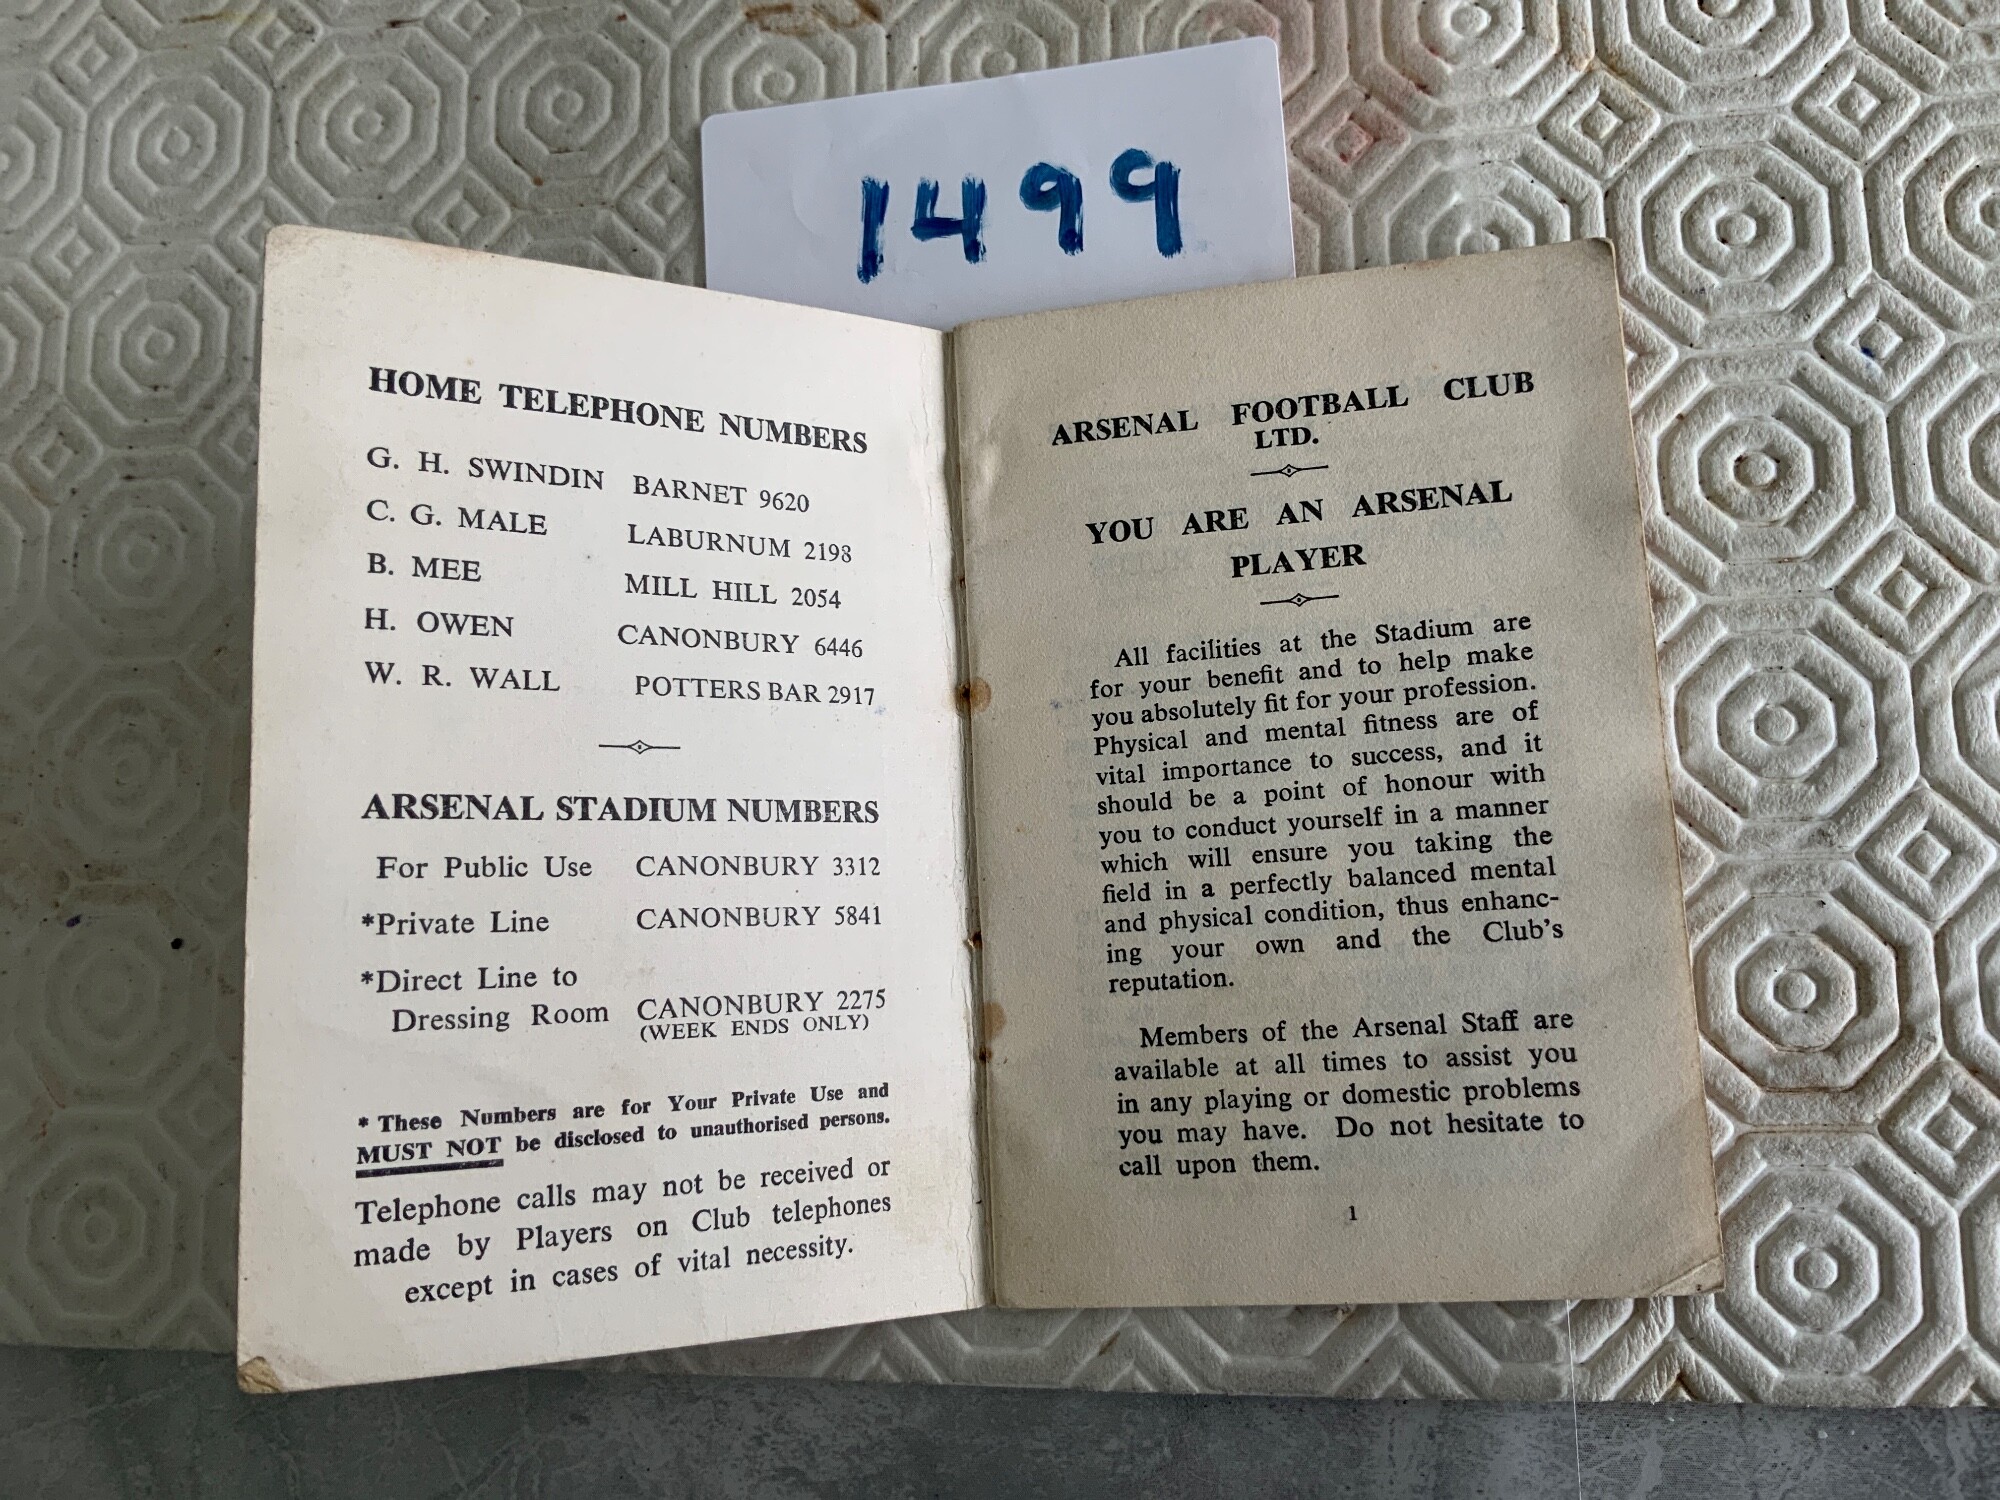 1499
HOME TELEPHONE NUMBERS
G. H. SWINDIN BARNET 9620
C. G. MALE LABURNUM 2198
B. MEE MILL HILL 2054
H. OWEN CANONBURY 6446
W. R. WALL POTTERS BAR 2917
ARSENAL STADIUM NUMBERS
For Public Use CANONBURY 3312
*Private Line CANONBURY 5841
*Direct Line to
Dressing Room CANONBURY 2275
(WEEK ENDS ONLY)
* These Numbers are for Your Private Use and
MUST NOT be disclosed to unauthorised persons.
Telephone calls may not be received or
made by Players on Club telephones
except in cases of vital necessity.
ARSENAL FOOTBALL CLUB
LTD.
YOU ARE AN ARSENAL
PLAYER
All facilities at the Stadium are
for your benefit and to help make
you absolutely fit for your profession.
Physical and mental fitness are of
vital importance to success, and it
should be a point of honour with
you to conduct yourself in a manner
which will ensure you taking the
field in a perfectly balanced mental
and physical condition, thus enhanc-
ing your own and the Club's
reputation.
Members of the Arsenal Staff are
available at all times to assist you
in any playing or domestic problems
you may have. Do not hesitate to
call upon them.
1